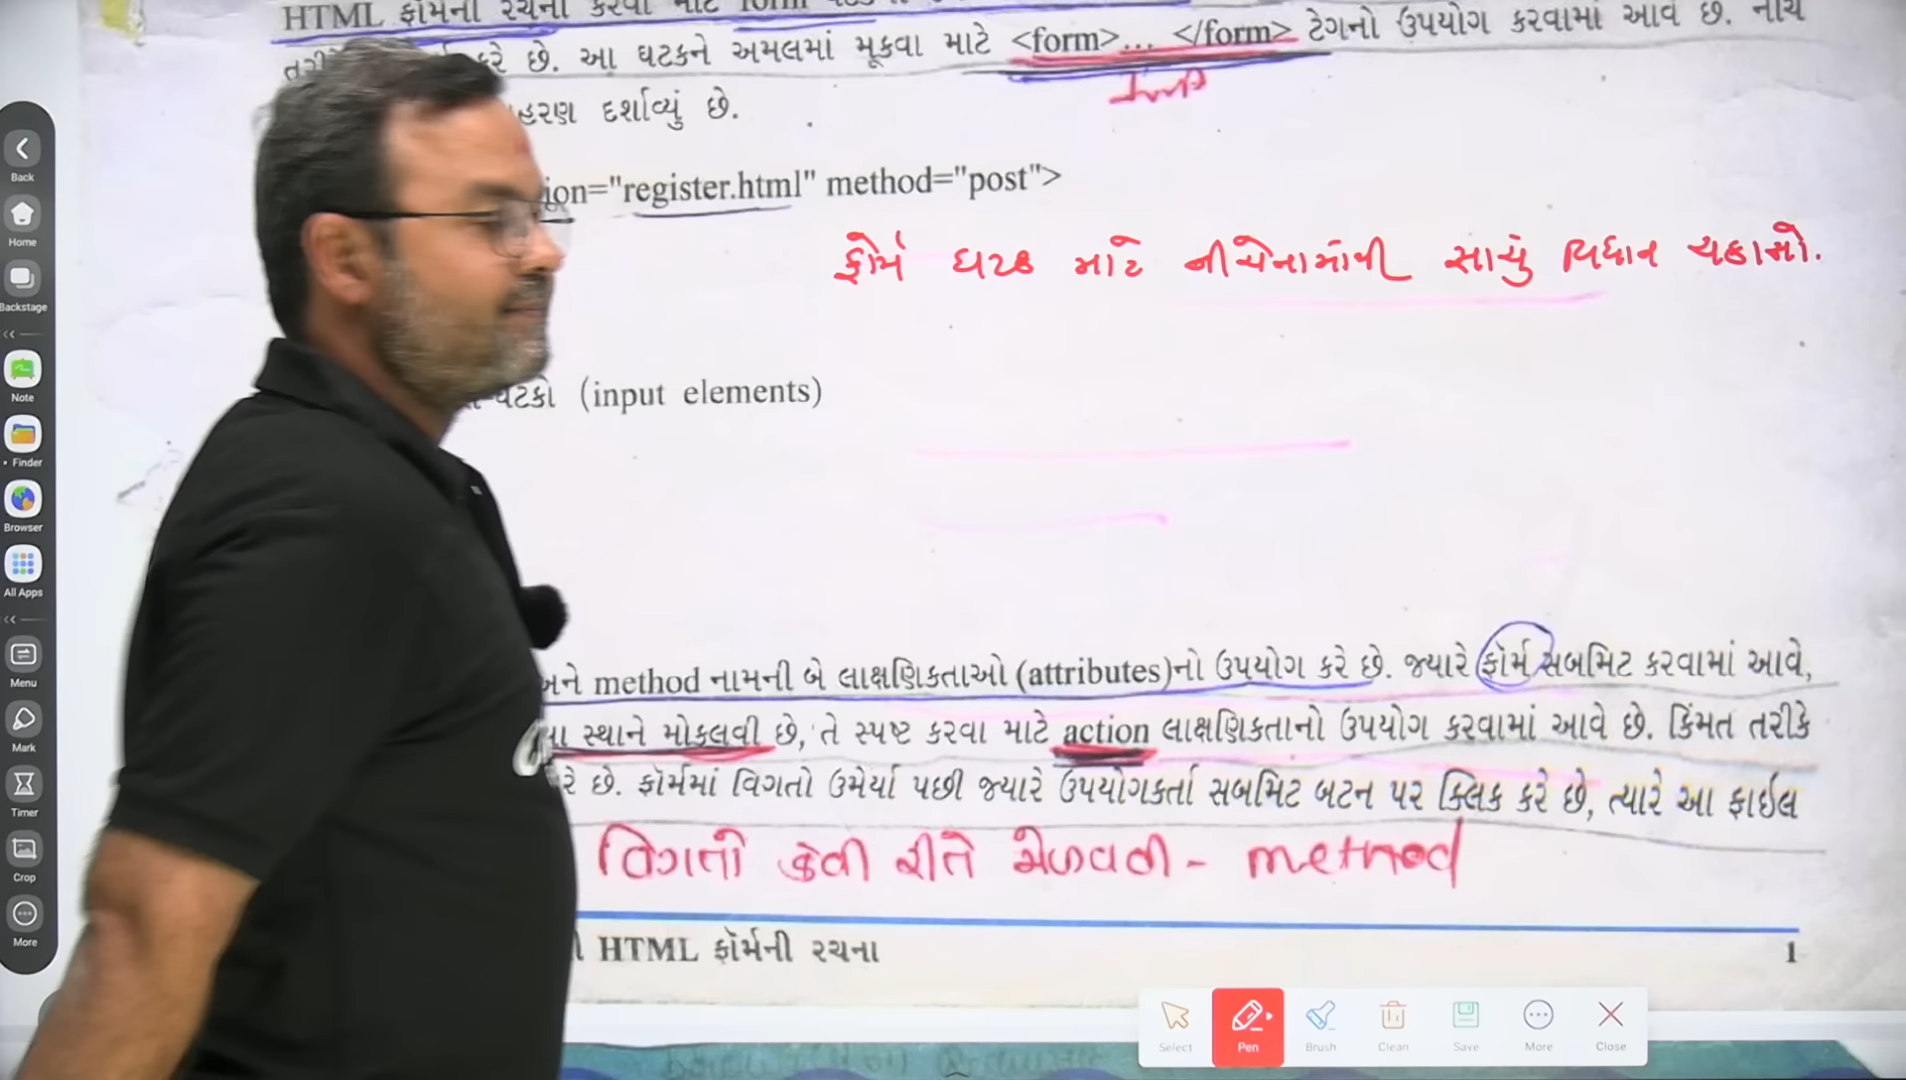 HTML ફૉર્મની રચના કરવા માટે form
કરે છે. આ ઘટકને અમલમાં મૂકવા માટે <form>... </form> ટૅગનો ઉપયોગ કરવામાં આવે છે. નીચે
હરણ દર્શાવ્યું છે.
ion="register.html" method="post">
ફોર્મ ઘટક માટે નીચેનામાંથી સાચું વિધાન ચકાસો.
ઘટકો (input elements)
અને method નામની બે લાક્ષણિકતાઓ (attributes)નો ઉપયોગ કરે છે. જ્યારે ફૉર્મ સબમિટ કરવામાં આવે,
સ્થાને મોકલવી છે, તે સ્પષ્ટ કરવા માટે action લાક્ષણિકતાનો ઉપયોગ કરવામાં આવે છે. કિંમત તરીકે
રે છે. ફૉર્મમાં વિગતો ઉમેર્યા પછી જ્યારે ઉપયોગકર્તા સબમિટ બટન પર ક્લિક કરે છે, ત્યારે આ ફાઇલ
વિગતો કેવી રીતે મેળવવી - method
HTML ફૉર્મની રચના
1
Back
Home
Backstage
Note
Finder
Browser
All Apps
Menu
Mark
Timer
Crop
More
Select
Pen
Brush
Clean
Save
More
Close